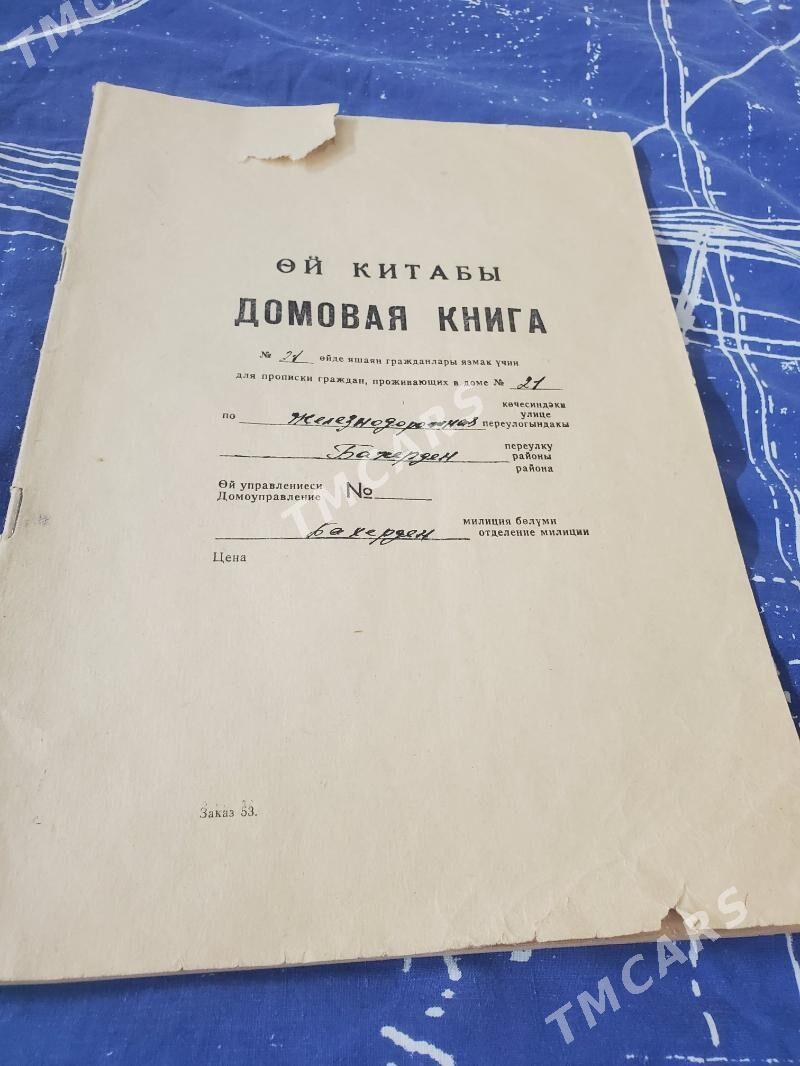 TMCARS
ӨЙ КИТАБЫ
ДОМОВАЯ КНИГА
№ 21 өйде яшаян гражданлары язмак үчин
для прописки граждан, проживающих в доме № 21
көчесиндәки
по Железнодорожная улице
переулогындакы
переулку
Бахерден районы
района
Өй управлениеси
Домоуправление №
TMCARS
милиция бөлүми
Бахерден отделение милиции
Цена
Заказ 53.
TMCARS